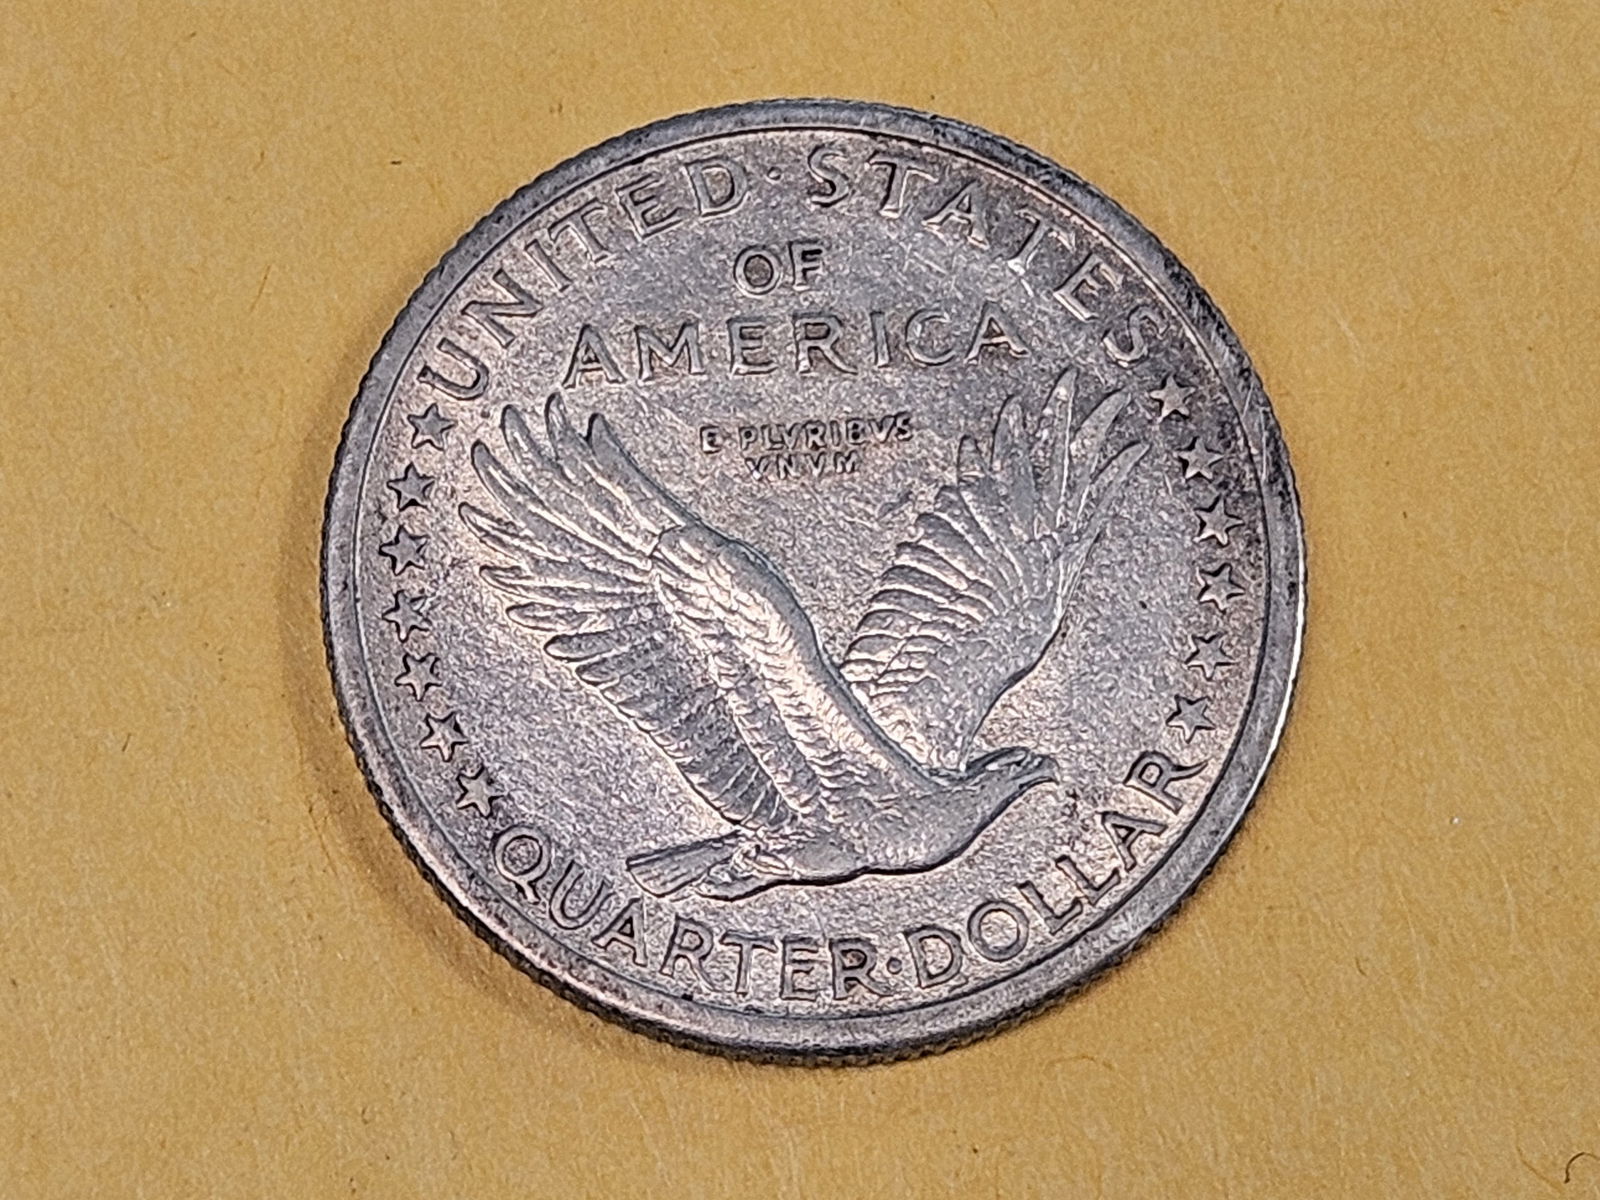 UNITED·STATES
OF
AMERICA
E·PLVRIBVS
VNVM
QUARTER·DOLLAR